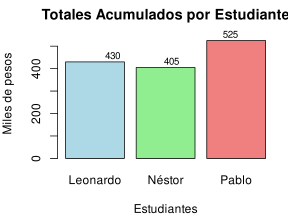 Totales Acumulados por Estudiante
Miles de pesos
400
200
0
430
405
525
Leonardo
Néstor
Pablo
Estudiantes